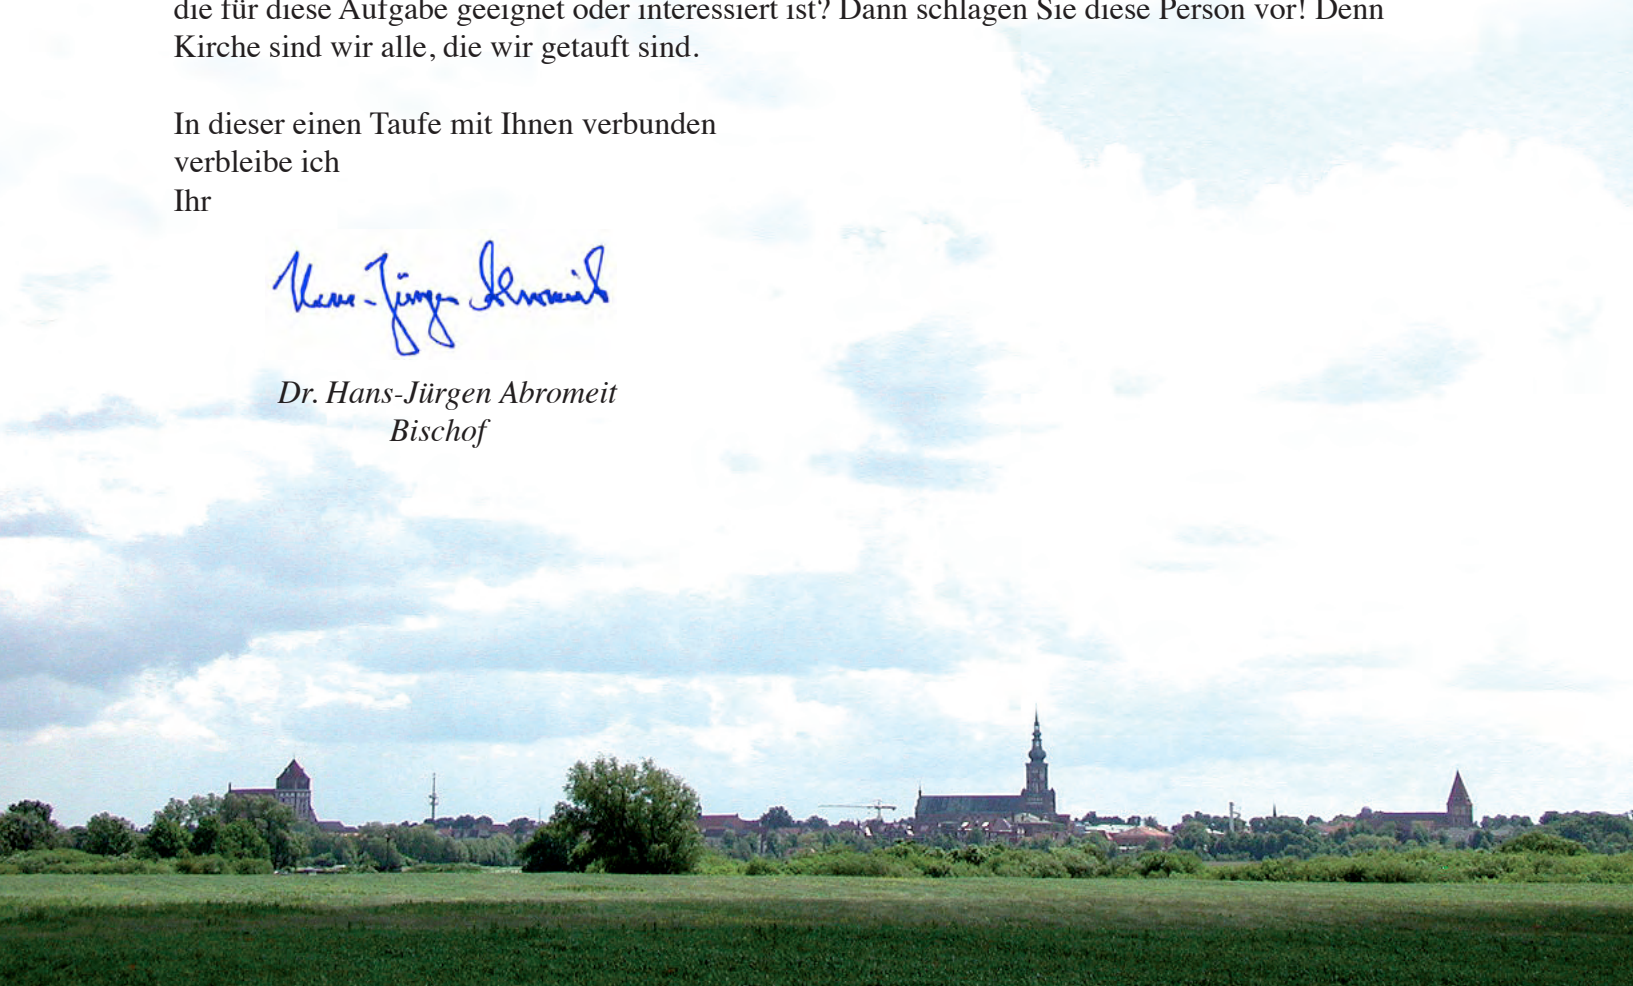 die für diese Aufgabe geeignet oder interessiert ist? Dann schlagen Sie diese Person vor! Denn
Kirche sind wir alle, die wir getauft sind.
In dieser einen Taufe mit Ihnen verbunden
verbleibe ich
Ihr
Hans-Jürgen Abromeit
Dr. Hans-Jürgen Abromeit
Bischof